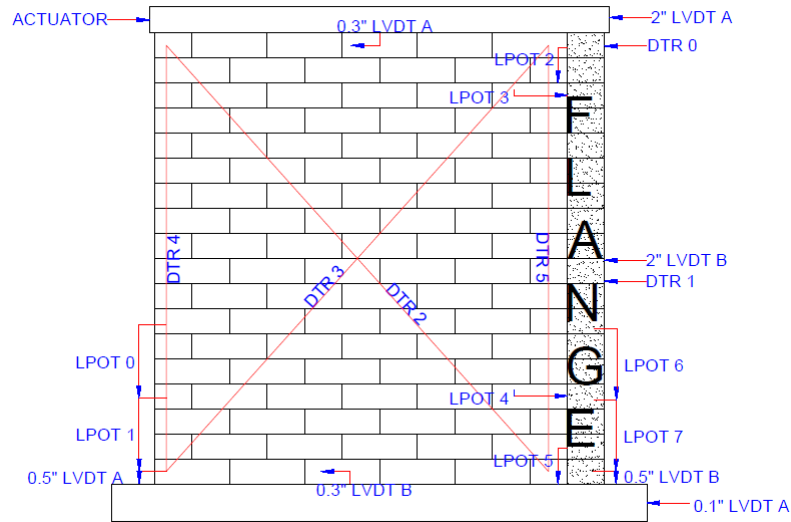 ACTUATOR
2" LVDT A
0.3" LVDT A
DTR 0
LPOT 2
LPOT 3
FLANGE
DTR 4
DTR 3
DTR 2
DTR 5
2" LVDT B
DTR 1
LPOT 0
LPOT 6
LPOT 4
LPOT 1
LPOT 7
LPOT 5
0.5" LVDT A
0.3" LVDT B
0.5" LVDT B
0.1" LVDT A